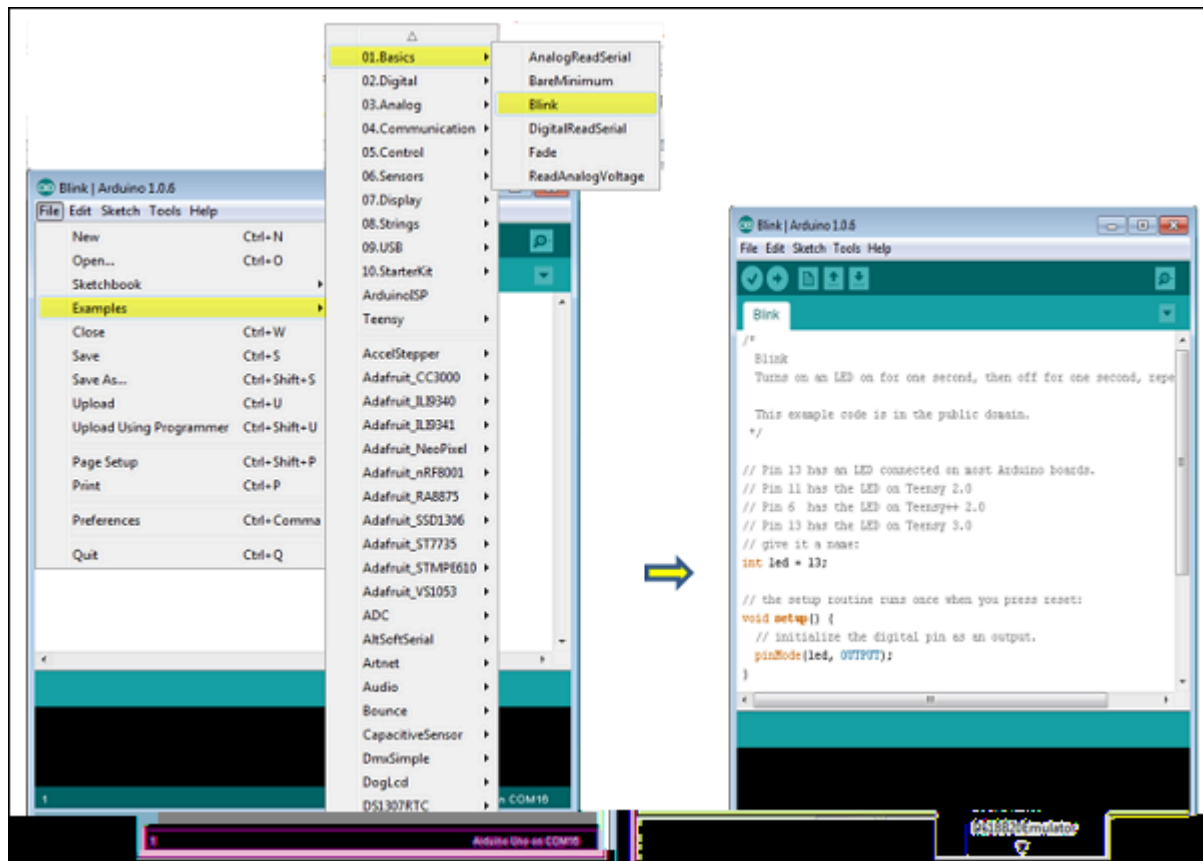 01.Basics
02.Digital
03.Analog
04.Communication
05.Control
06.Sensors
07.Display
08.Strings
09.USB
10.StarterKit
ArduinoISP
Teensy
AccelStepper
Adafruit_CC3000
Adafruit_ILI9340
Adafruit_ILI9341
Adafruit_NeoPixel
Adafruit_nRF8001
Adafruit_RA8875
Adafruit_SSD1306
Adafruit_ST7735
Adafruit_STMPE610
Adafruit_VS1053
ADC
AltSoftSerial
Artnet
Audio
Bounce
CapacitiveSensor
DmxSimple
DogLcd
DS1307RTC
AnalogReadSerial
BareMinimum
Blink
DigitalReadSerial
Fade
ReadAnalogVoltage
Blink | Arduino 1.0.6
File Edit Sketch Tools Help
New Ctrl+N
Open... Ctrl+O
Sketchbook
Examples
Close Ctrl+W
Save Ctrl+S
Save As... Ctrl+Shift+S
Upload Ctrl+U
Upload Using Programmer Ctrl+Shift+U
Page Setup Ctrl+Shift+P
Print Ctrl+P
Preferences Ctrl+Comma
Quit Ctrl+Q
1 on COM16
1 Arduino Uno on COM16
Blink | Arduino 1.0.6
File Edit Sketch Tools Help
Blink
/*
Blink
Turns on an LED on for one second, then off for one second, repe
This example code is in the public domain.
*/
// Pin 13 has an LED connected on most Arduino boards.
// Pin 11 has the LED on Teensy 2.0
// Pin 6 has the LED on Teensy++ 2.0
// Pin 13 has the LED on Teensy 3.0
// give it a name:
int led = 13;
// the setup routine runs once when you press reset:
void setup() {
// initialize the digital pin as an output.
pinMode(led, OUTPUT);
}